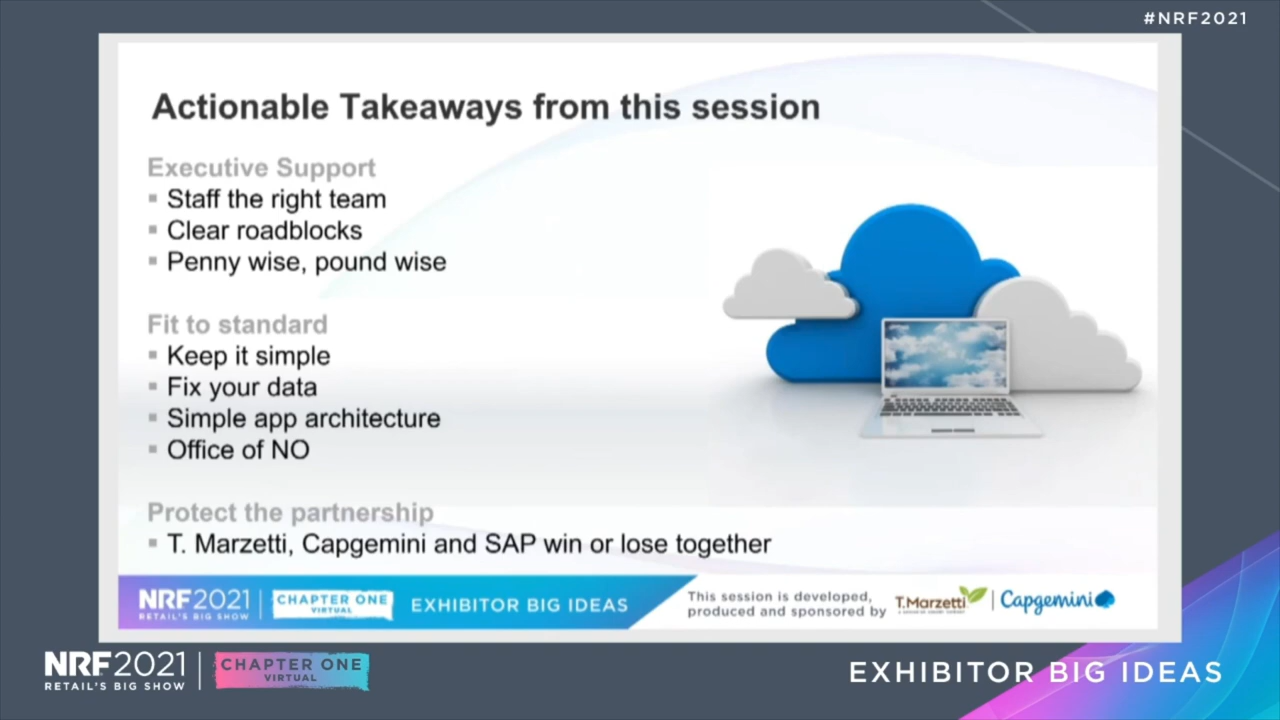 #NRF2021
Actionable Takeaways from this session
Executive Support
▪ Staff the right team
▪ Clear roadblocks
▪ Penny wise, pound wise
Fit to standard
▪ Keep it simple
▪ Fix your data
▪ Simple app architecture
▪ Office of NO
Protect the partnership
▪ T. Marzetti, Capgemini and SAP win or lose together
NRF2021
RETAIL'S BIG SHOW
CHAPTER ONE
VIRTUAL
EXHIBITOR BIG IDEAS
This session is developed,
produced and sponsored by
T.Marzetti
Capgemini
NRF2021
RETAIL'S BIG SHOW
CHAPTER ONE
VIRTUAL
EXHIBITOR BIG IDEAS